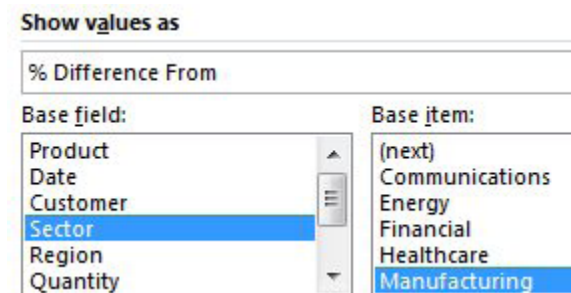 Show values as
% Difference From
Base field:
Product
Date
Customer
Sector
Region
Quantity
Base item:
(next)
Communications
Energy
Financial
Healthcare
Manufacturing